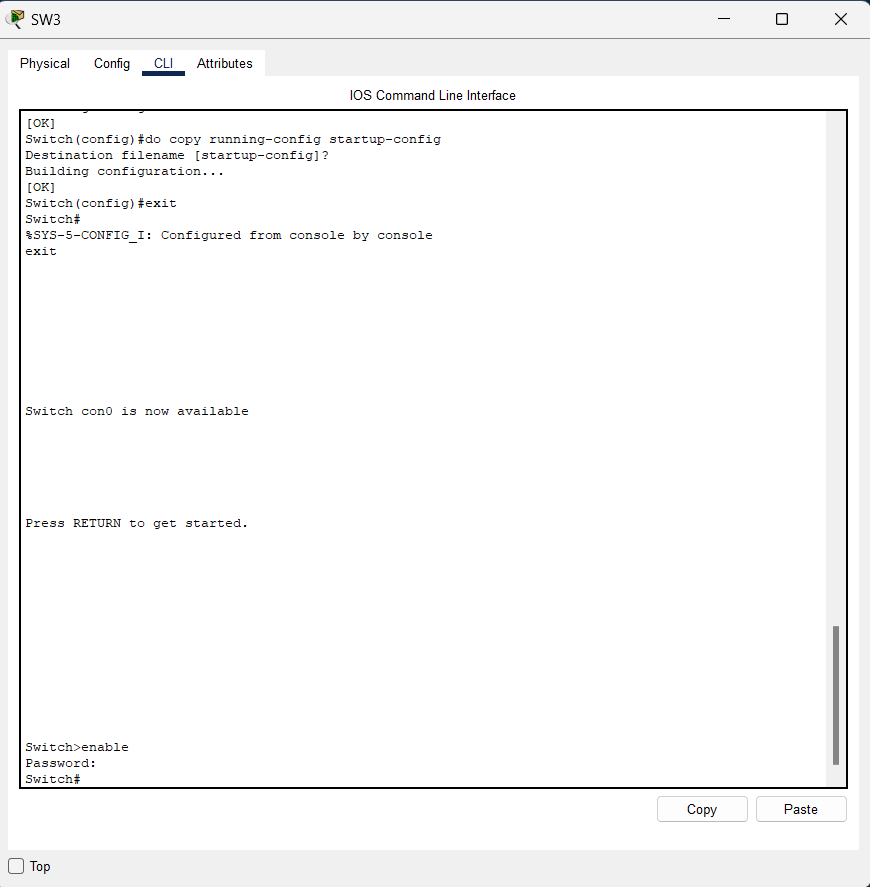 SW3
Physical Config CLI Attributes
IOS Command Line Interface
[OK]
Switch(config)#do copy running-config startup-config
Destination filename [startup-config]?
Building configuration...
[OK]
Switch(config)#exit
Switch#
%SYS-5-CONFIG_I: Configured from console by console
exit
Switch con0 is now available
Press RETURN to get started.
Switch>enable
Password:
Switch#
Copy Paste
Top